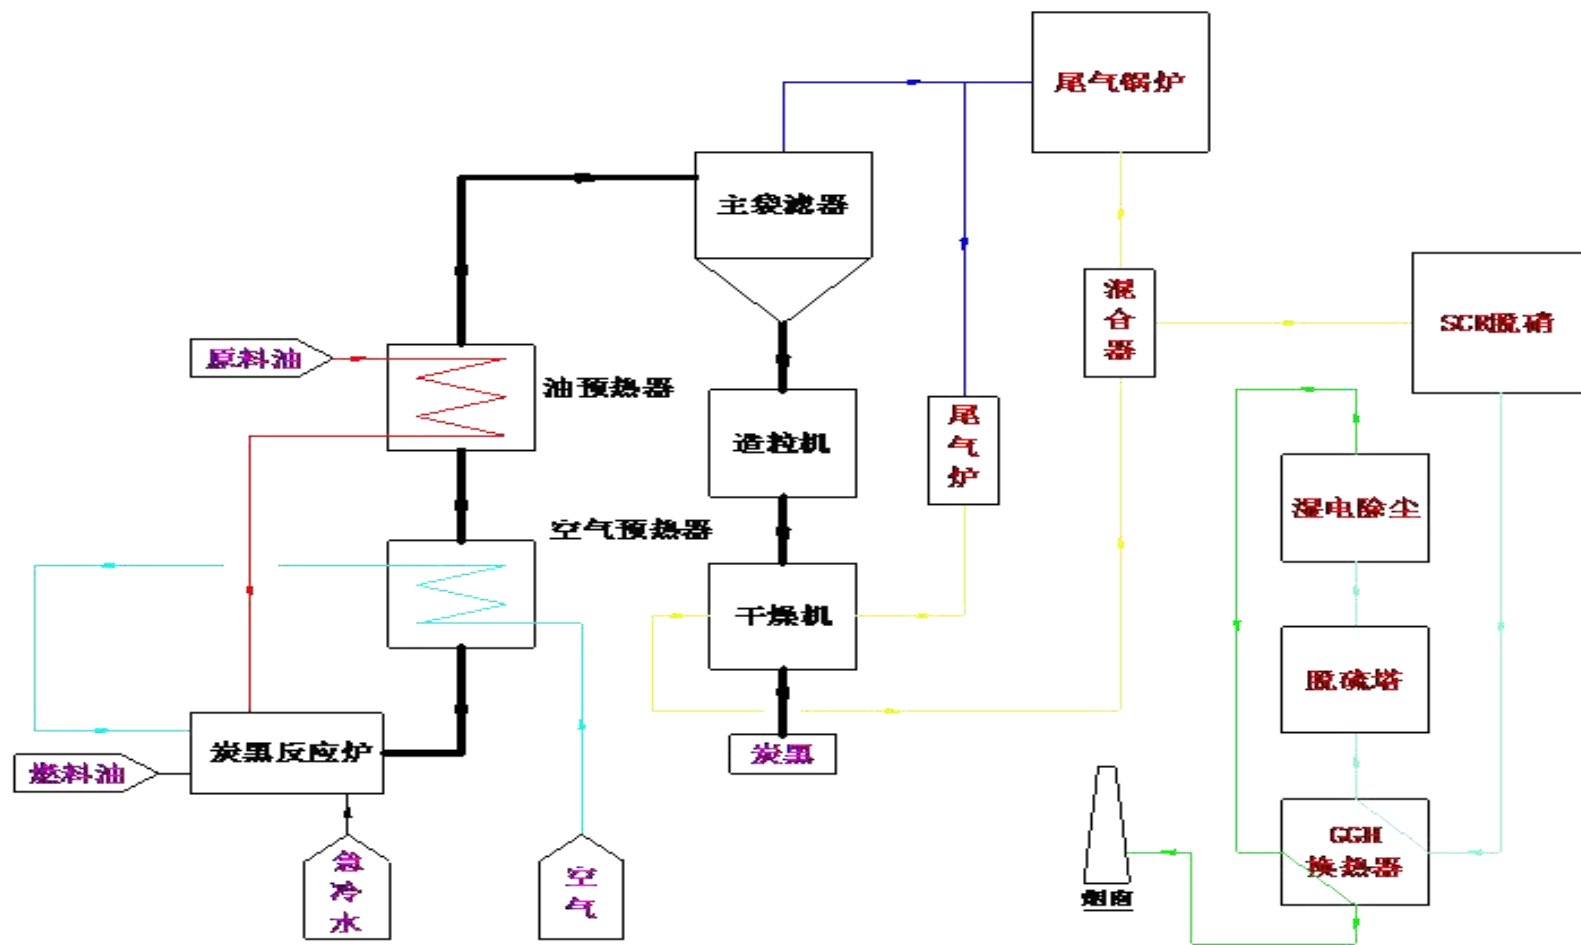 尾气锅炉
主袋滤器
混合器
SCR脱硝
原料油
油预热器
尾气炉
造粒机
湿电除尘
空气预热器
干燥机
脱硫塔
炭黑反应炉
炭黑
燃料油
GGH
换热器
急冷水
空气
烟囱